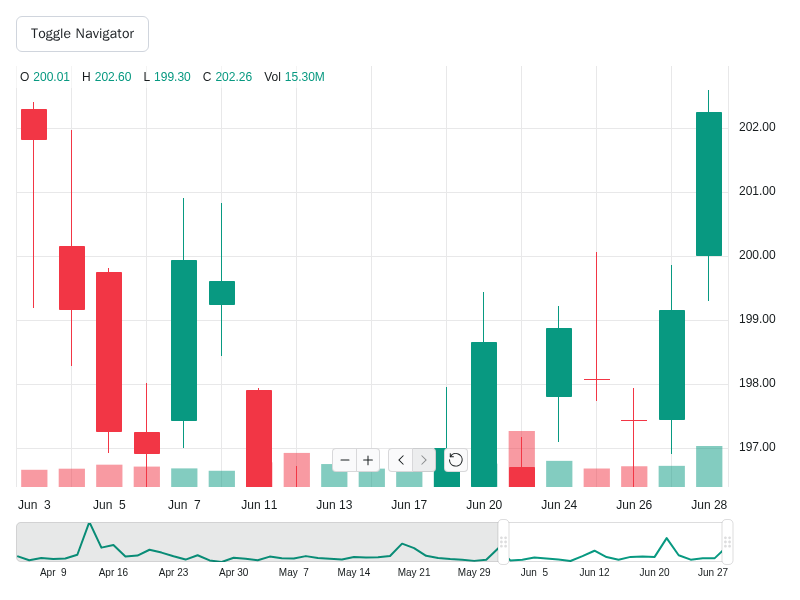 Toggle Navigator
O 200.01 H 202.60 L 199.30 C 202.26 Vol 15.30M
202.00
201.00
200.00
199.00
198.00
197.00
Jun 3 Jun 5 Jun 7 Jun 11 Jun 13 Jun 17 Jun 20 Jun 24 Jun 26 Jun 28
Apr 9 Apr 16 Apr 23 Apr 30 May 7 May 14 May 21 May 29 Jun 5 Jun 12 Jun 20 Jun 27